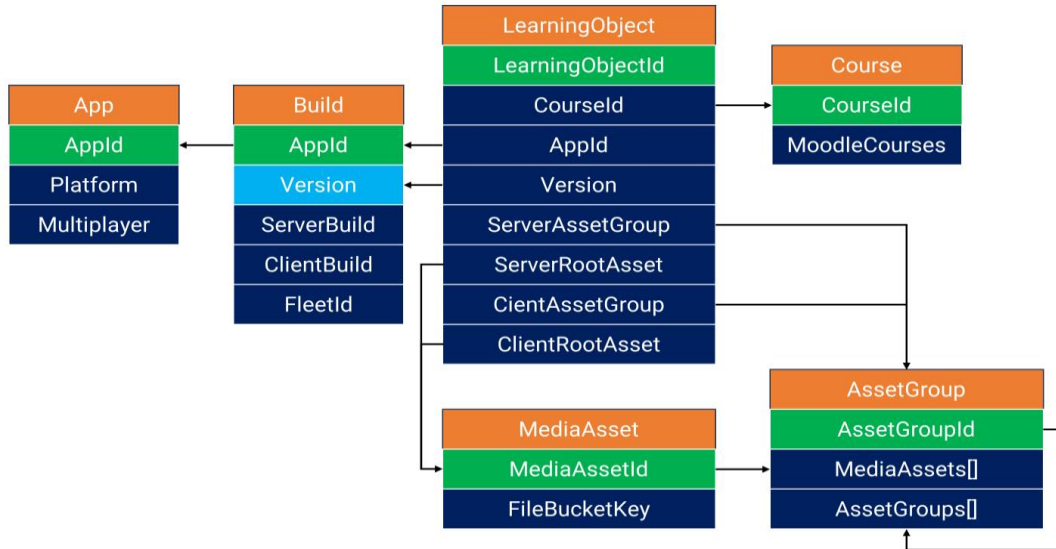 App
AppId
Platform
Multiplayer
Build
AppId
Version
ServerBuild
ClientBuild
FleetId
LearningObject
LearningObjectId
CourseId
AppId
Version
ServerAssetGroup
ServerRootAsset
CientAssetGroup
ClientRootAsset
Course
CourseId
MoodleCourses
MediaAsset
MediaAssetId
FileBucketKey
AssetGroup
AssetGroupId
MediaAssets[]
AssetGroups[]